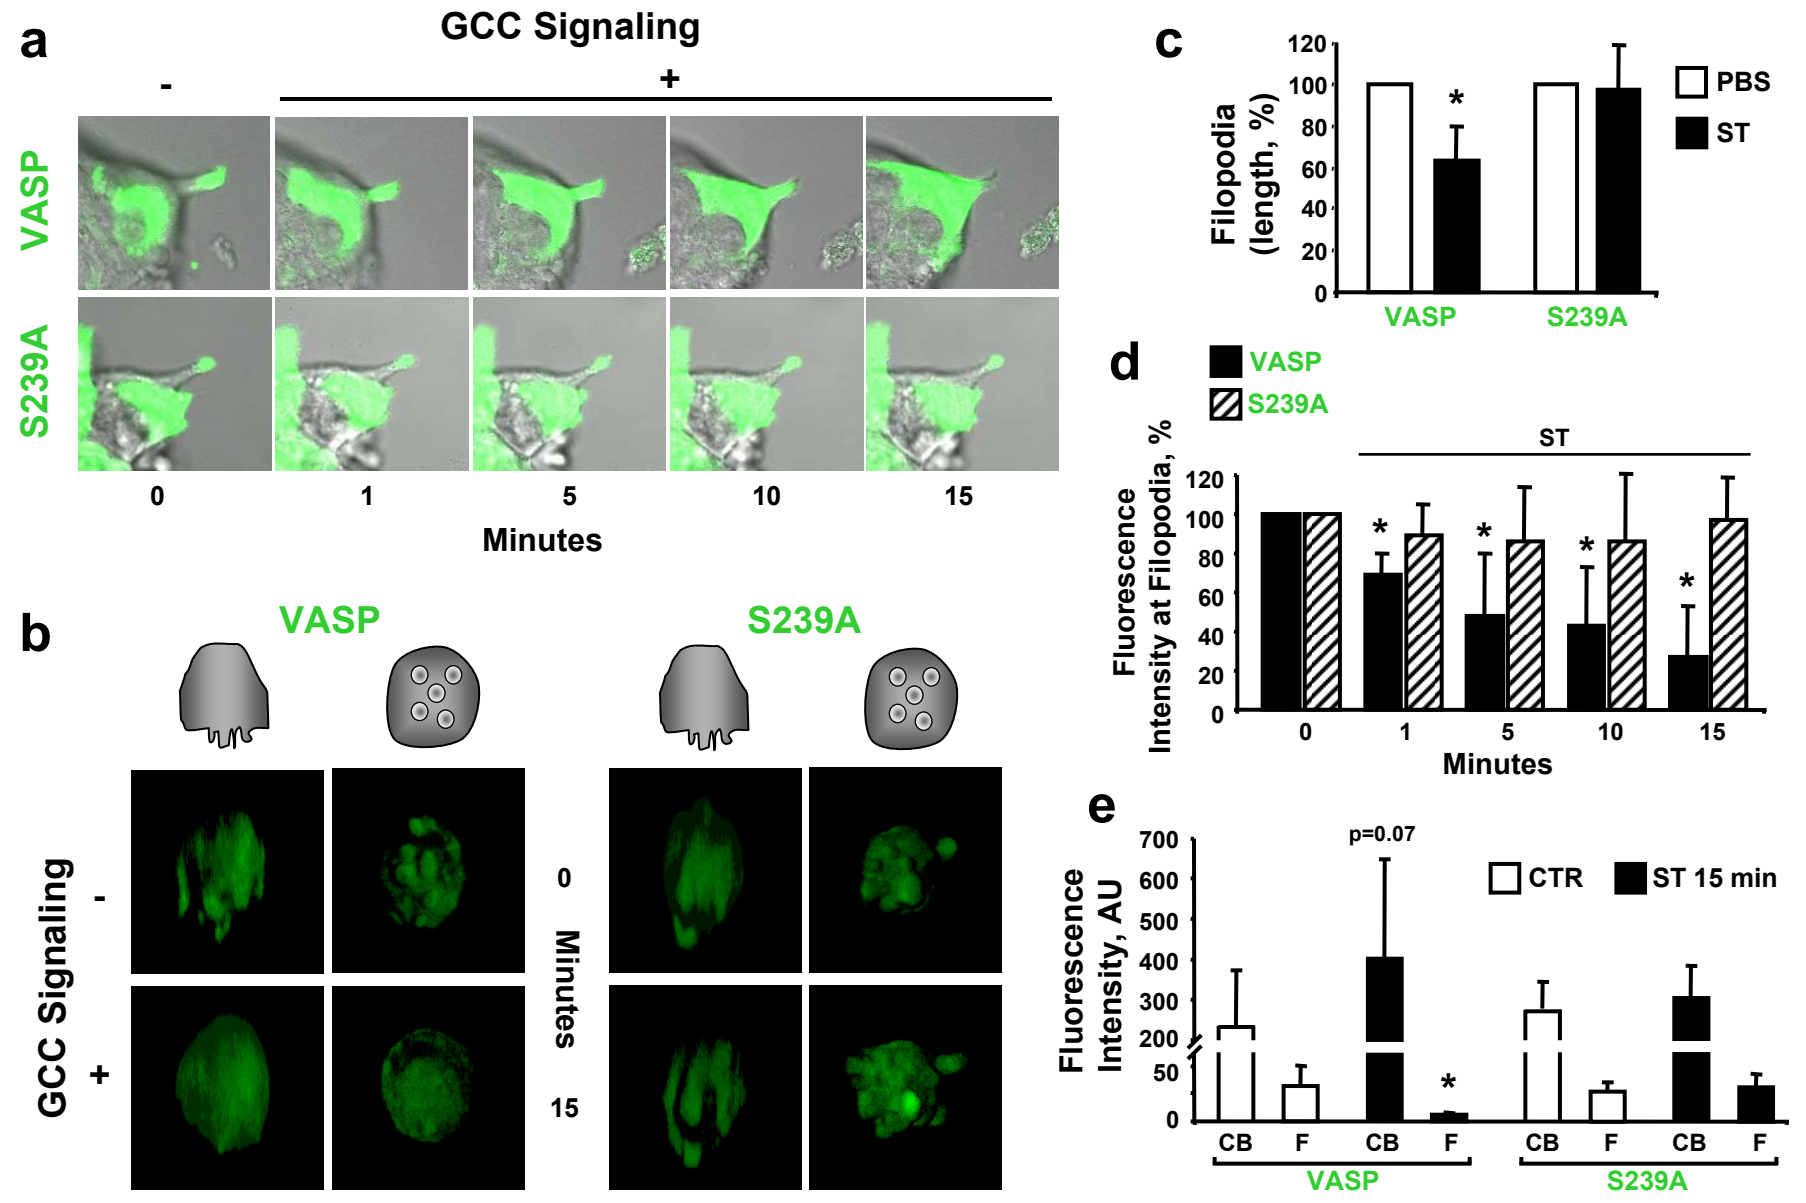 a
GCC Signaling
-
+
VASP
S239A
0
1
5
10
15
Minutes
b
VASP
S239A
GCC Signaling
-
+
0
Minutes
15
c
Filopodia
(length, %)
120
100
80
60
40
20
0
*
VASP
S239A
PBS
ST
d
VASP
S239A
ST
Fluorescence
Intensity at Filopodia, %
120
100
80
60
40
20
0
*
*
*
*
0
1
5
10
15
Minutes
e
Fluorescence
Intensity, AU
700
600
500
400
300
200
50
0
p=0.07
*
CTR
ST 15 min
CB
F
CB
F
CB
F
CB
F
VASP
S239A